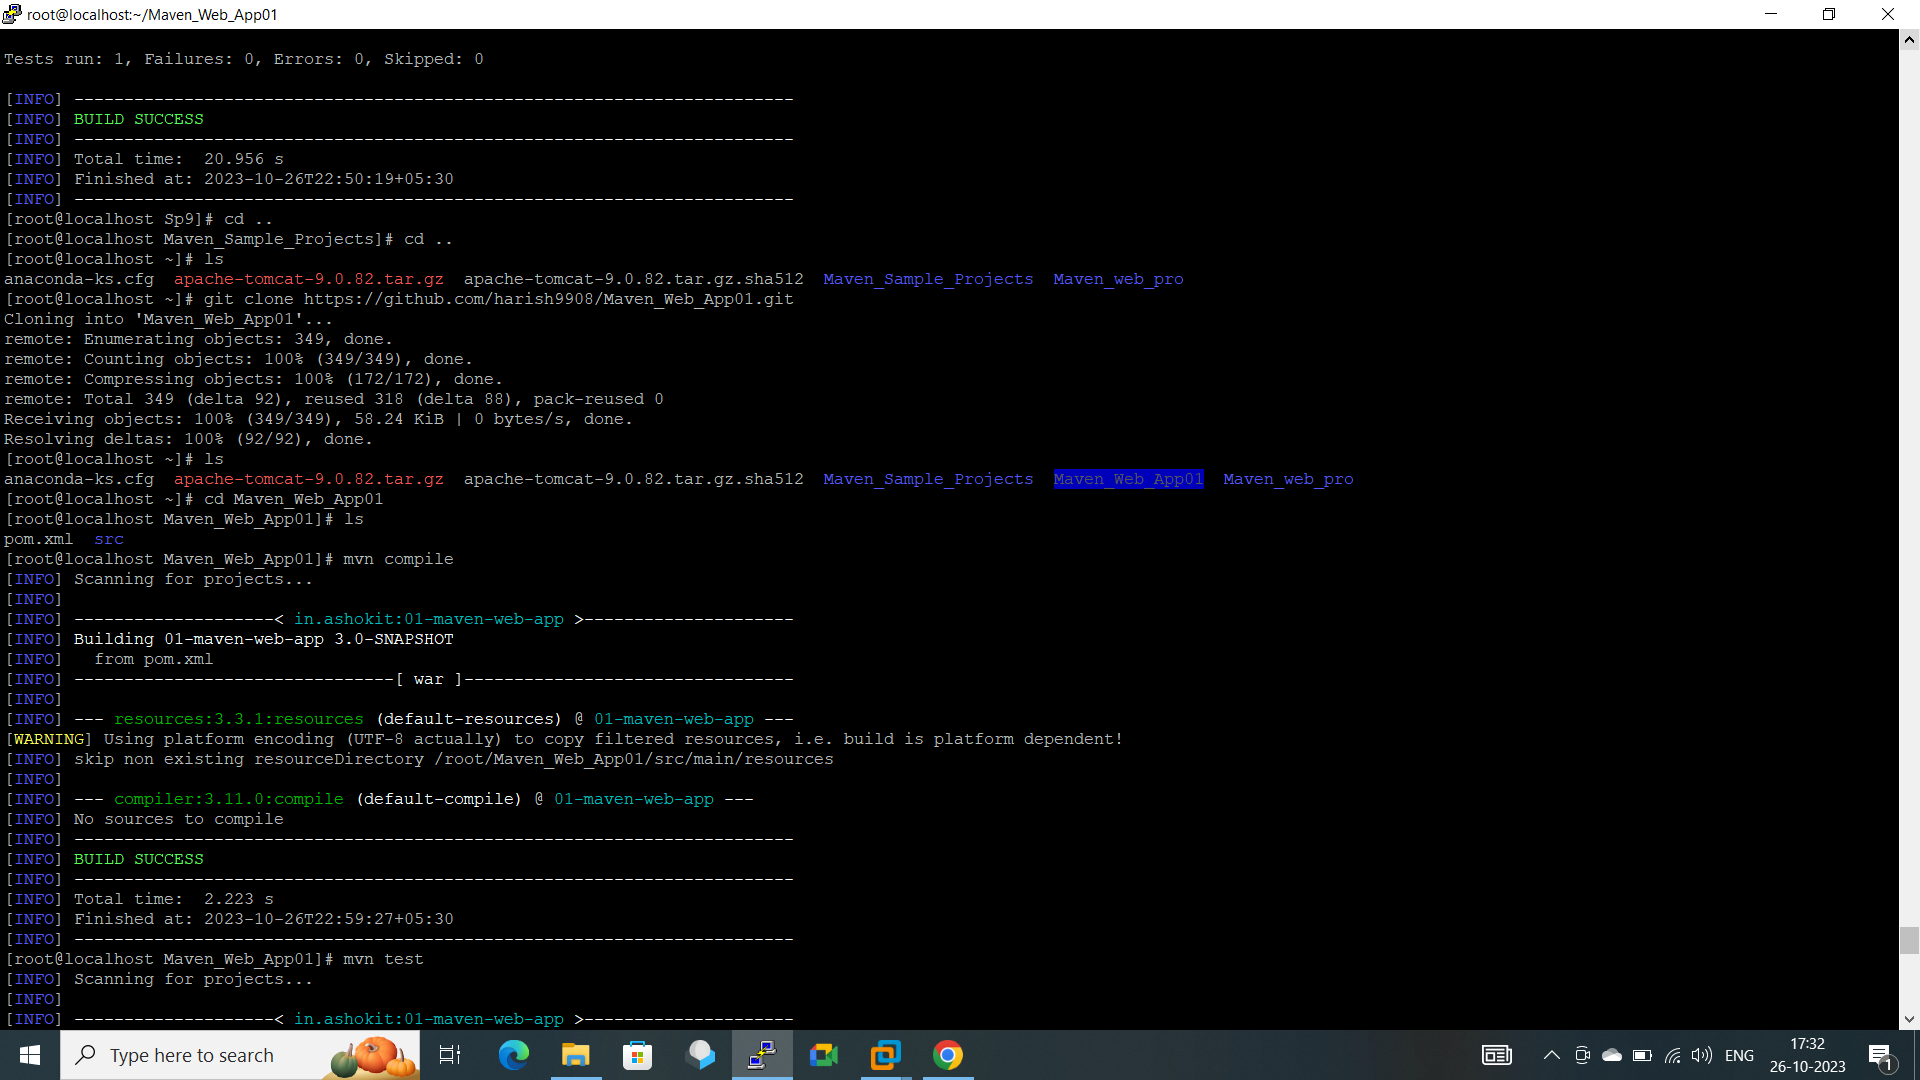 root@localhost:~/Maven_Web_App01
Tests run: 1, Failures: 0, Errors: 0, Skipped: 0
[INFO] ------------------------------------------------------------------------
[INFO] BUILD SUCCESS
[INFO] ------------------------------------------------------------------------
[INFO] Total time:  20.956 s
[INFO] Finished at: 2023-10-26T22:50:19+05:30
[INFO] ------------------------------------------------------------------------
[root@localhost Sp9]# cd ..
[root@localhost Maven_Sample_Projects]# cd ..
[root@localhost ~]# ls
anaconda-ks.cfg  apache-tomcat-9.0.82.tar.gz  apache-tomcat-9.0.82.tar.gz.sha512  Maven_Sample_Projects  Maven_web_pro
[root@localhost ~]# git clone https://github.com/harish9908/Maven_Web_App01.git
Cloning into 'Maven_Web_App01'...
remote: Enumerating objects: 349, done.
remote: Counting objects: 100% (349/349), done.
remote: Compressing objects: 100% (172/172), done.
remote: Total 349 (delta 92), reused 318 (delta 88), pack-reused 0
Receiving objects: 100% (349/349), 58.24 KiB | 0 bytes/s, done.
Resolving deltas: 100% (92/92), done.
[root@localhost ~]# ls
anaconda-ks.cfg  apache-tomcat-9.0.82.tar.gz  apache-tomcat-9.0.82.tar.gz.sha512  Maven_Sample_Projects  Maven_Web_App01  Maven_web_pro
[root@localhost ~]# cd Maven_Web_App01
[root@localhost Maven_Web_App01]# ls
pom.xml  src
[root@localhost Maven_Web_App01]# mvn compile
[INFO] Scanning for projects...
[INFO]
[INFO] --------------------< in.ashokit:01-maven-web-app >---------------------
[INFO] Building 01-maven-web-app 3.0-SNAPSHOT
[INFO]   from pom.xml
[INFO] --------------------------------[ war ]---------------------------------
[INFO]
[INFO] --- resources:3.3.1:resources (default-resources) @ 01-maven-web-app ---
[WARNING] Using platform encoding (UTF-8 actually) to copy filtered resources, i.e. build is platform dependent!
[INFO] skip non existing resourceDirectory /root/Maven_Web_App01/src/main/resources
[INFO]
[INFO] --- compiler:3.11.0:compile (default-compile) @ 01-maven-web-app ---
[INFO] No sources to compile
[INFO] ------------------------------------------------------------------------
[INFO] BUILD SUCCESS
[INFO] ------------------------------------------------------------------------
[INFO] Total time:  2.223 s
[INFO] Finished at: 2023-10-26T22:59:27+05:30
[INFO] ------------------------------------------------------------------------
[root@localhost Maven_Web_App01]# mvn test
[INFO] Scanning for projects...
[INFO]
[INFO] --------------------< in.ashokit:01-maven-web-app >---------------------
Type here to search
ENG
17:32
26-10-2023
1